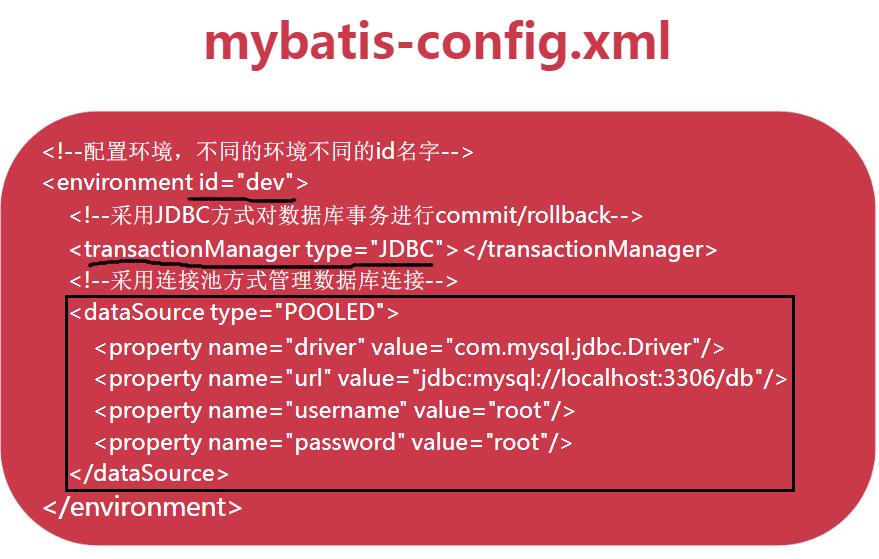 mybatis-config.xml
<!--配置环境，不同的环境不同的id名字-->
<environment id="dev">
<!--采用JDBC方式对数据库事务进行commit/rollback-->
<transactionManager type="JDBC"></transactionManager>
<!--采用连接池方式管理数据库连接-->
<dataSource type="POOLED">
<property name="driver" value="com.mysql.jdbc.Driver"/>
<property name="url" value="jdbc:mysql://localhost:3306/db"/>
<property name="username" value="root"/>
<property name="password" value="root"/>
</dataSource>
</environment>